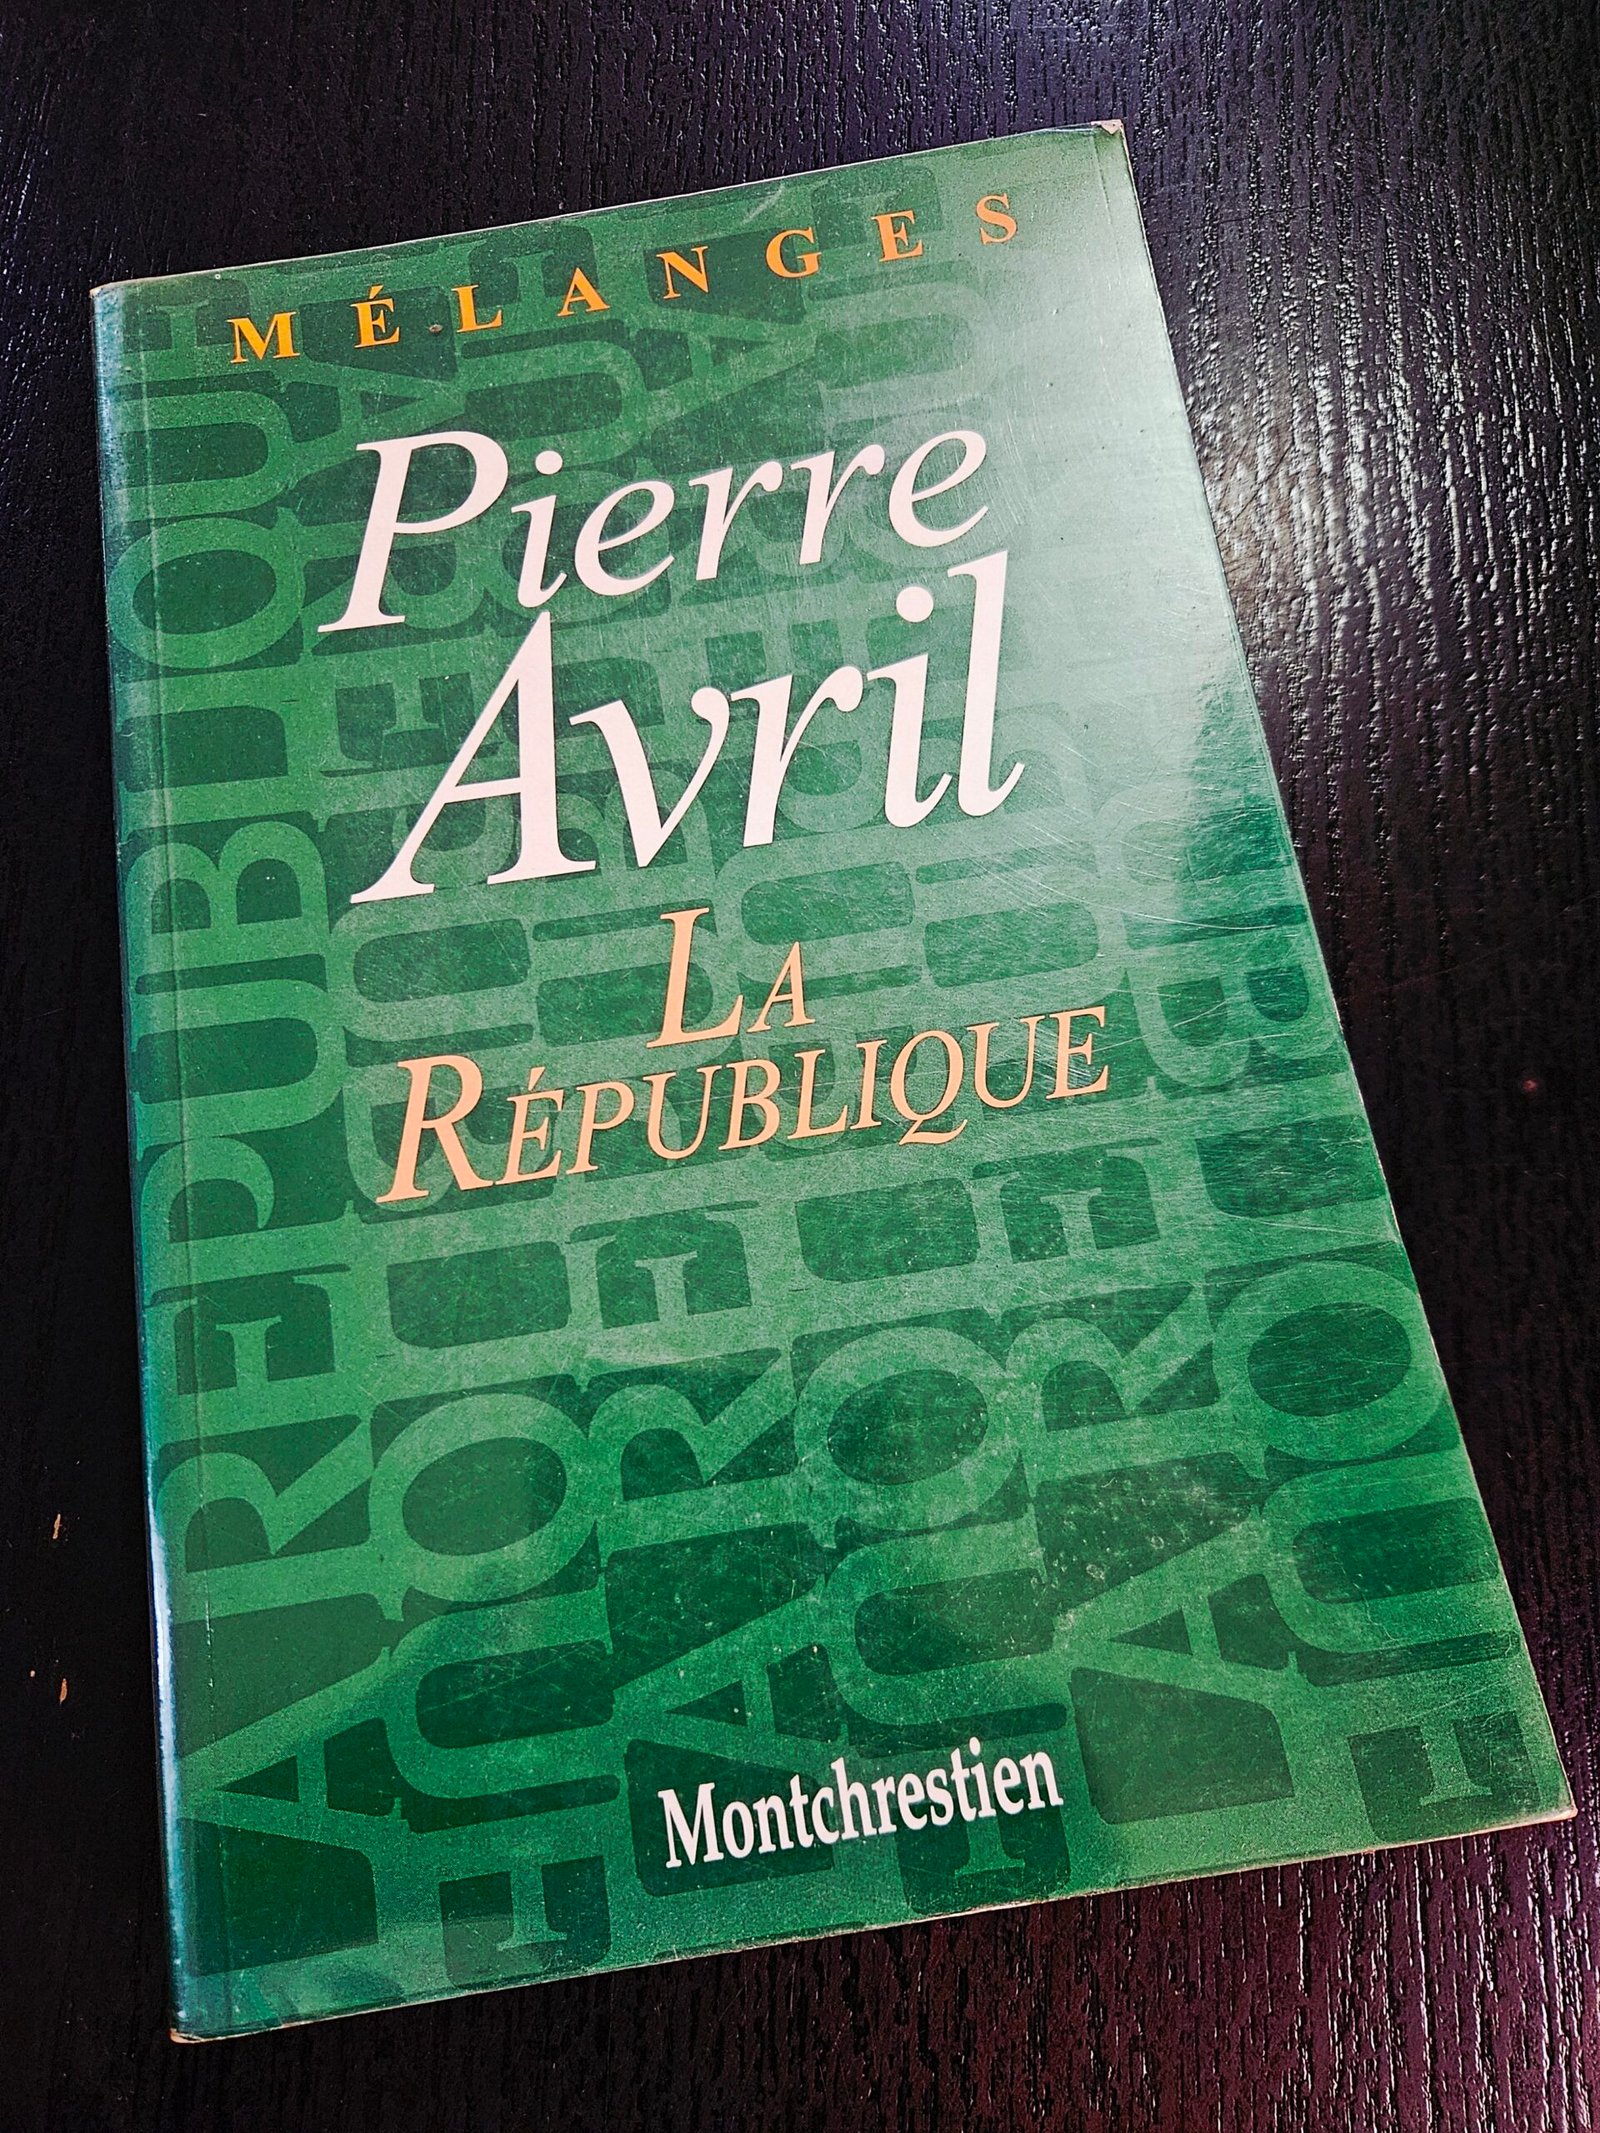 MÉLANGES
Pierre
Avril
LA
RÉPUBLIQUE
Montchrestien